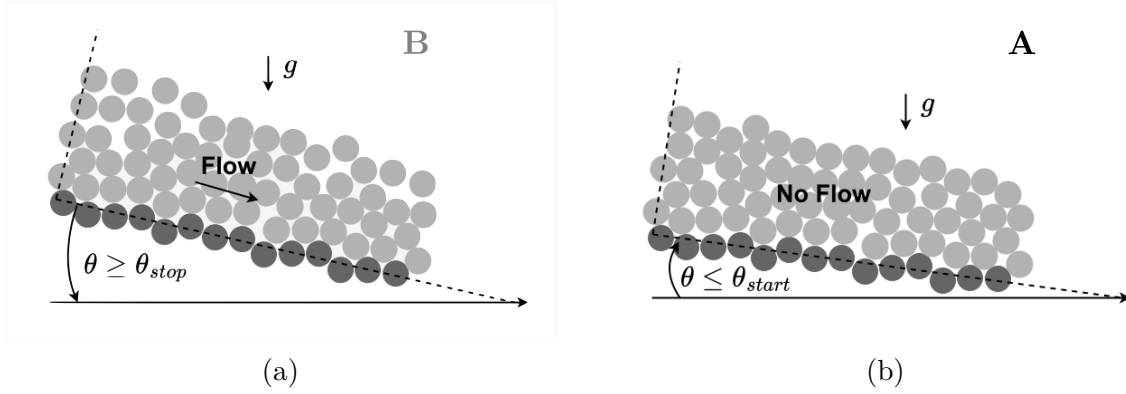 B
g
Flow
θ ≥ θ_stop
(a)
A
g
No Flow
θ ≤ θ_start
(b)